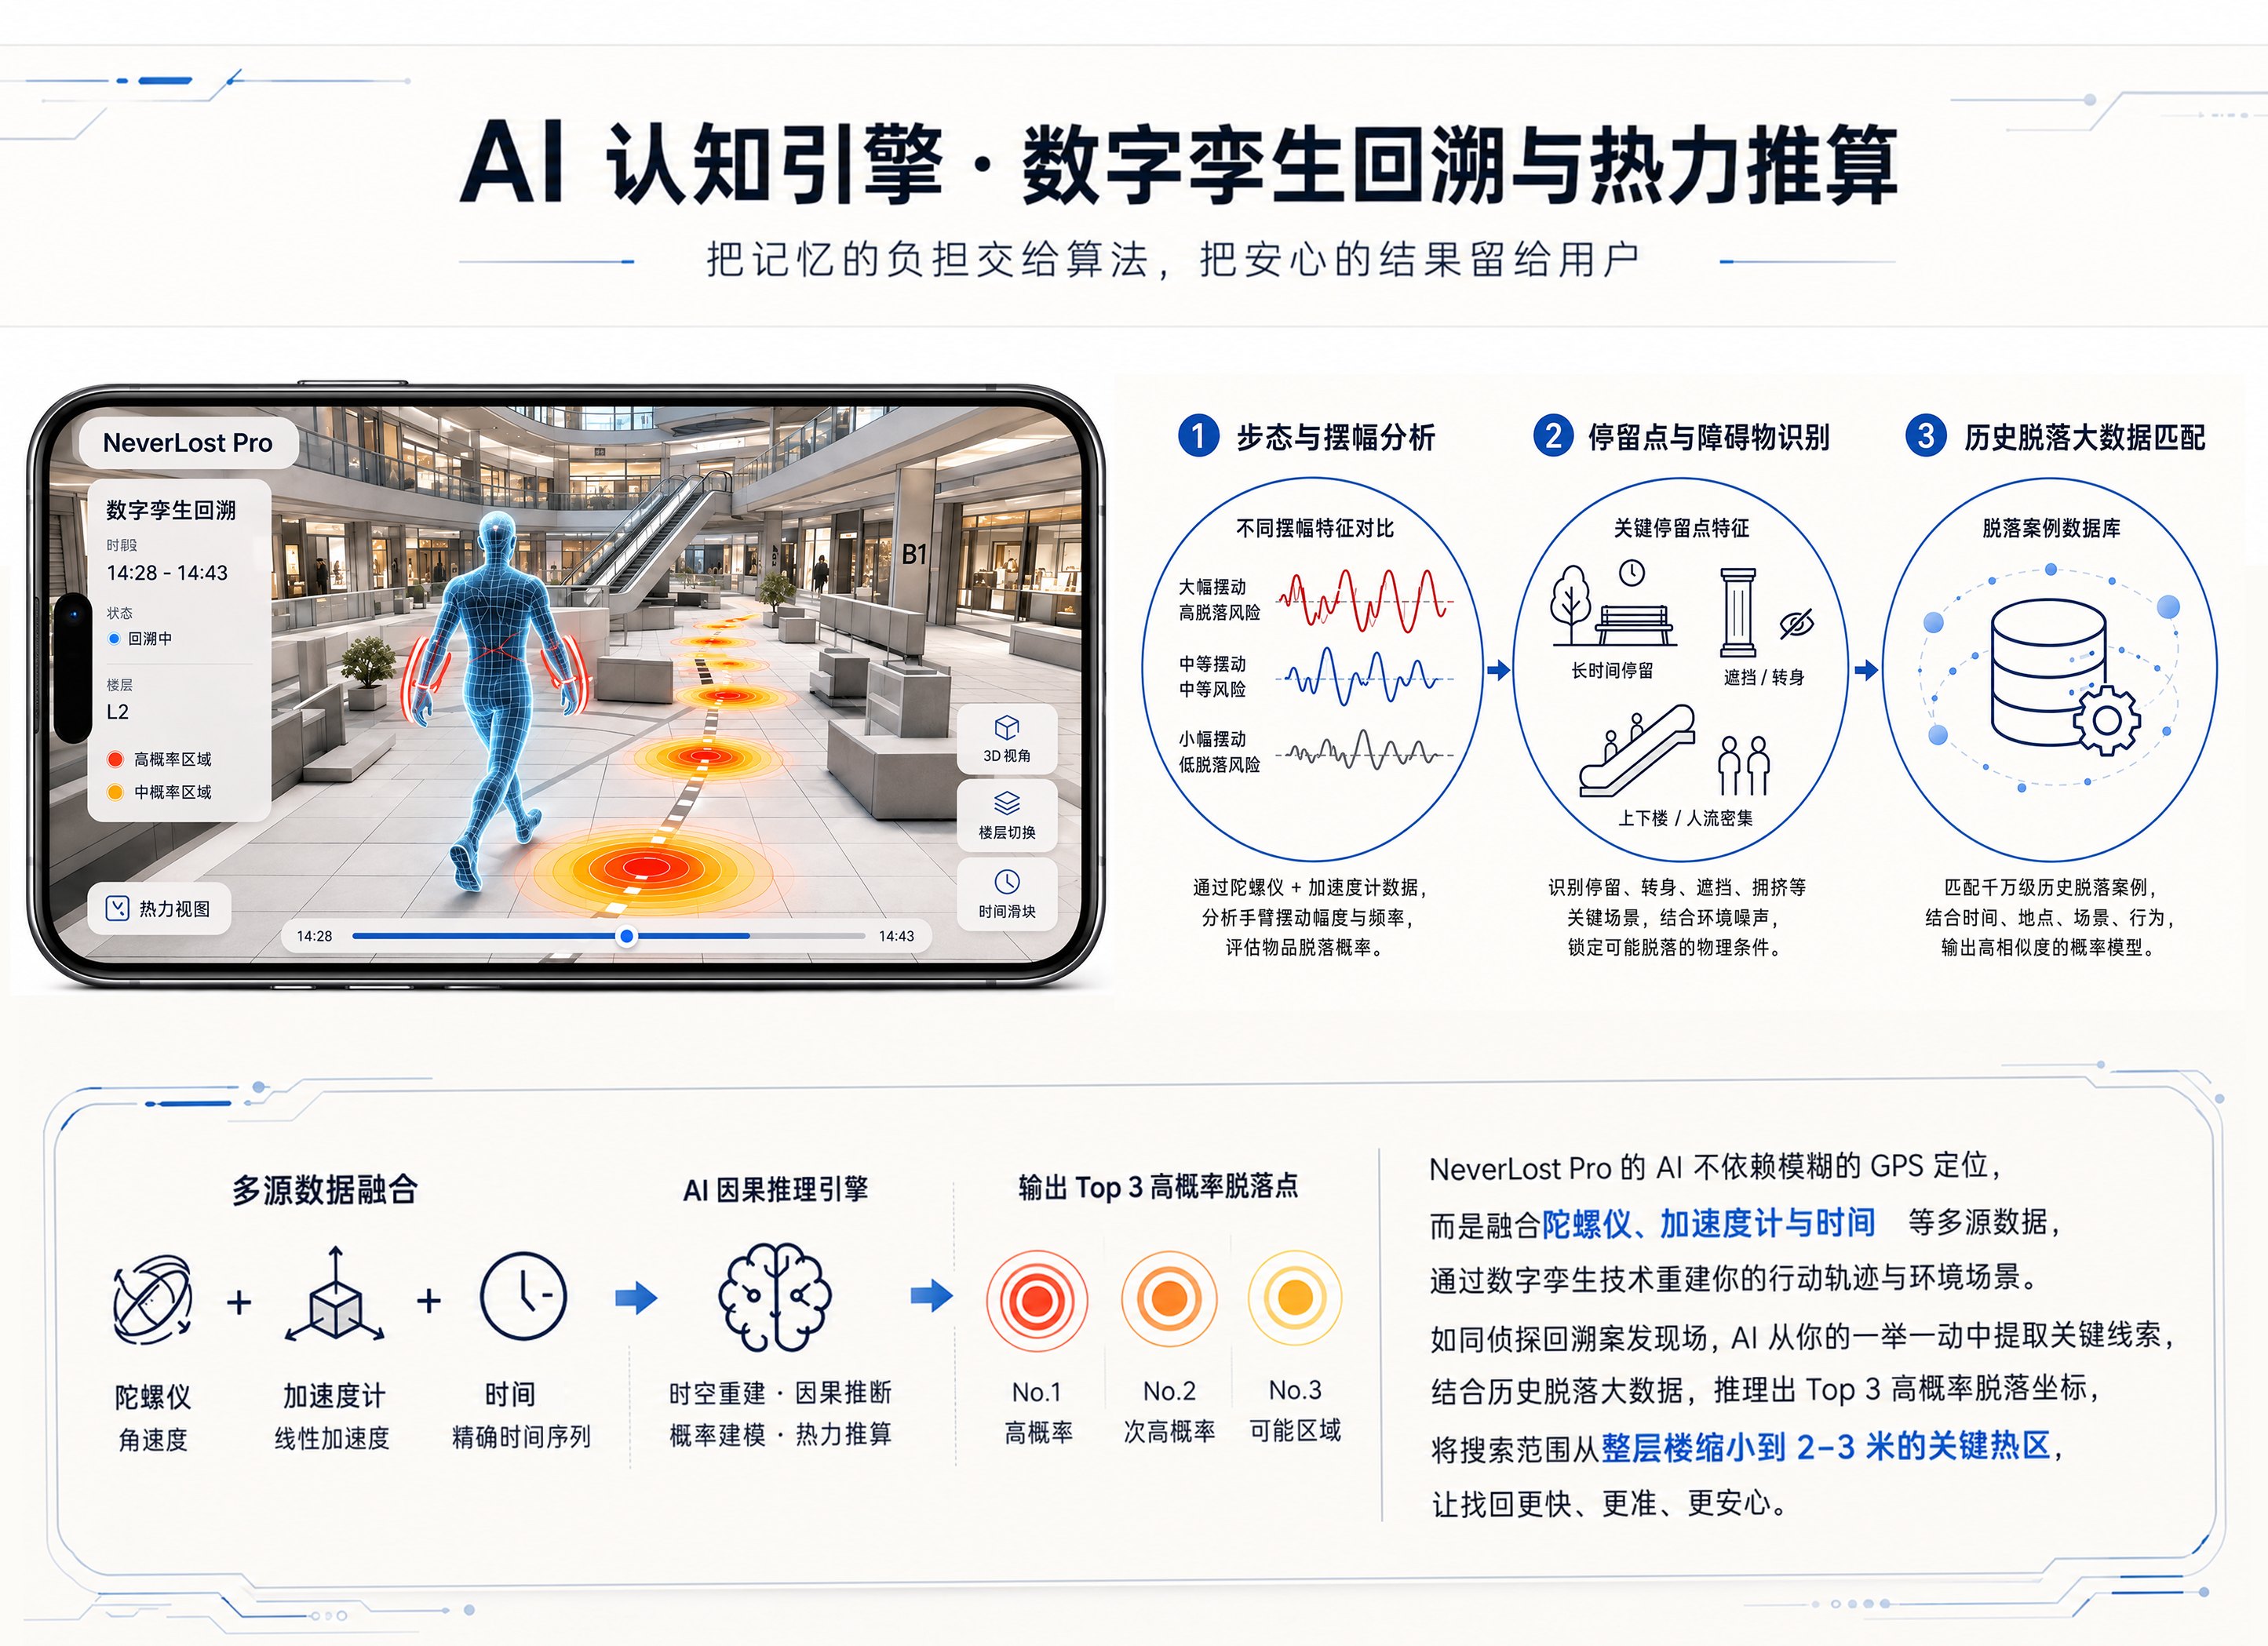 AI 认知引擎 · 数字孪生回溯与热力推算
把记忆的负担交给算法，把安心的结果留给用户
NeverLost Pro
数字孪生回溯
时段
14:28 - 14:43
状态
回溯中
楼层
L2
高概率区域
中概率区域
热力视图
B1
3D 视角
楼层切换
时间滑块
14:28
14:43
1 步态与摆幅分析
不同摆幅特征对比
大幅摆动
高脱落风险
中等摆动
中等风险
小幅摆动
低脱落风险
通过陀螺仪 + 加速度计数据，
分析手臂摆动幅度与频率，
评估物品脱落概率。
2 停留点与障碍物识别
关键停留点特征
长时间停留
遮挡 / 转身
上下楼 / 人流密集
识别停留、转身、遮挡、拥挤等
关键场景，结合环境噪声，
锁定可能脱落的物理条件。
3 历史脱落大数据匹配
脱落案例数据库
匹配千万级历史脱落案例，
结合时间、地点、场景、行为，
输出高相似度的概率模型。
多源数据融合
陀螺仪
角速度
+
加速度计
线性加速度
+
时间
精确时间序列
AI 因果推理引擎
时空重建 · 因果推断
概率建模 · 热力推算
输出 Top 3 高概率脱落点
No.1
高概率
No.2
次高概率
No.3
可能区域
NeverLost Pro 的 AI 不依赖模糊的 GPS 定位，
而是融合陀螺仪、加速度计与时间 等多源数据，
通过数字孪生技术重建你的行动轨迹与环境场景。
如同侦探回溯案发现场，AI 从你的一举一动中提取关键线索，
结合历史脱落大数据，推理出 Top 3 高概率脱落坐标，
将搜索范围从整层楼缩小到 2–3 米的关键热区，
让找回更快、更准、更安心。